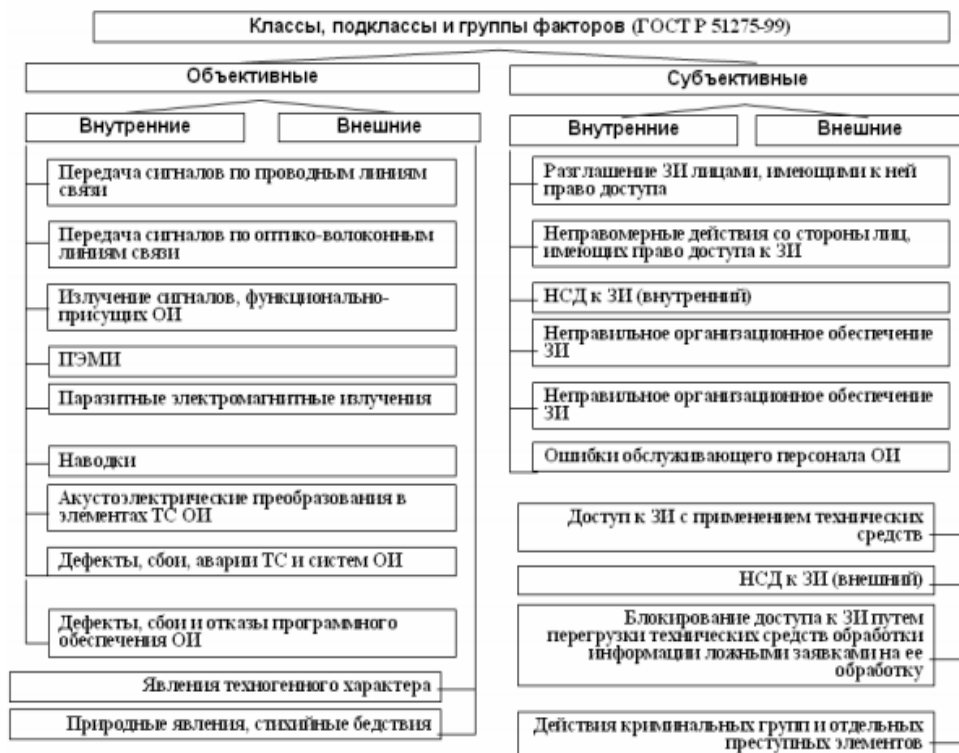 Классы, подклассы и группы факторов (ГОСТ Р 51275-99)
Объективные
Внутренние
Внешние
Передача сигналов по проводным линиям
связи
Передача сигналов по оптико-волоконным
линиям связи
Излучение сигналов, функционально-
присущих ОИ
ПЭМИ
Паразитные электромагнитные излучения
Наводки
Акустоэлектрические преобразования в
элементах ТС ОИ
Дефекты, сбои, аварии ТС и систем ОИ
Дефекты, сбои и отказы программного
обеспечения ОИ
Явления техногенного характера
Природные явления, стихийные бедствия
Субъективные
Внутренние
Внешние
Разглашение ЗИ лицами, имеющими к ней
право доступа
Неправомерные действия со стороны лиц,
имеющих право доступа к ЗИ
НСД к ЗИ (внутренний)
Неправильное организационное обеспечение
ЗИ
Неправильное организационное обеспечение
ЗИ
Ошибки обслуживающего персонала ОИ
Доступ к ЗИ с применением технических
средств
НСД к ЗИ (внешний)
Блокирование доступа к ЗИ путем
перегрузки технических средств обработки
информации ложными заявками на ее
обработку
Действия криминальных групп и отдельных
преступных элементов